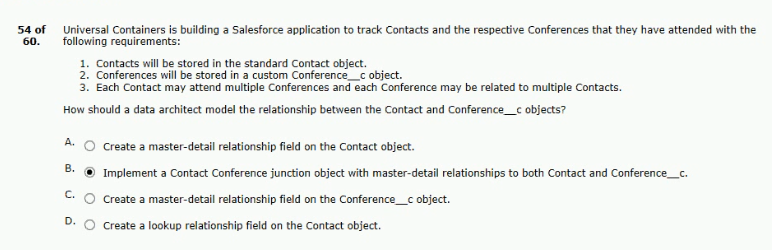 54 of Universal Containers is building a Salesforce application to track Contacts and the respective Conferences that they have attended with the
60. following requirements:
1. Contacts will be stored in the standard Contact object.
2. Conferences will be stored in a custom Conference__c object.
3. Each Contact may attend multiple Conferences and each Conference may be related to multiple Contacts.
How should a data architect model the relationship between the Contact and Conference__c objects?
A. Create a master-detail relationship field on the Contact object.
B. Implement a Contact Conference junction object with master-detail relationships to both Contact and Conference__c.
C. Create a master-detail relationship field on the Conference__c object.
D. Create a lookup relationship field on the Contact object.